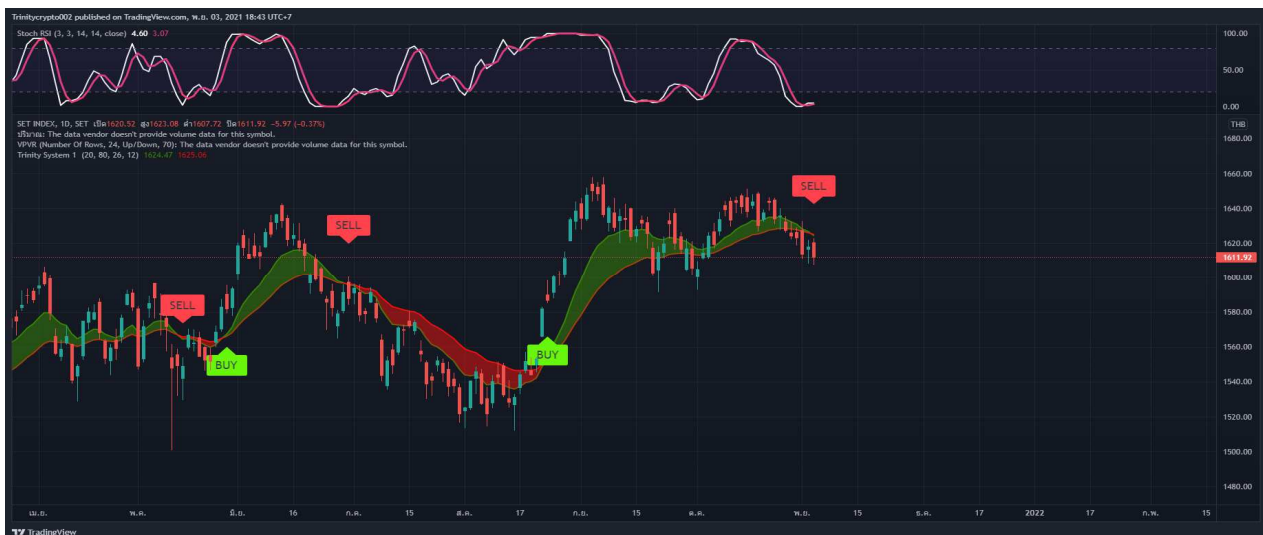 Trinitycrypto002 published on TradingView.com, พ.ย. 03, 2021 18:43 UTC+7
Stoch RSI (3, 3, 14, 14, close) 4.60 3.07
100.00
50.00
0.00
SET INDEX, 1D, SET เปิด1620.52 สูง1623.08 ต่ำ1607.72 ปิด1611.92 -5.97 (-0.37%)
ปริมาณ: The data vendor doesn't provide volume data for this symbol.
VPVR (Number Of Rows, 24, Up/Down, 70): The data vendor doesn't provide volume data for this symbol.
Trinity System 1 (20, 80, 26, 12) 1624.47 1625.06
THB
1680.00
1660.00
SELL
1640.00
SELL
1620.00
1611.92
1600.00
SELL
1580.00
BUY
BUY
1560.00
1540.00
1520.00
1500.00
1480.00
เม.ย. พ.ค. มิ.ย. 16 ก.ค. 15 ส.ค. 17 ก.ย. 15 ต.ค. พ.ย. 15 ธ.ค. 17 2022 17 ก.พ. 15
TradingView